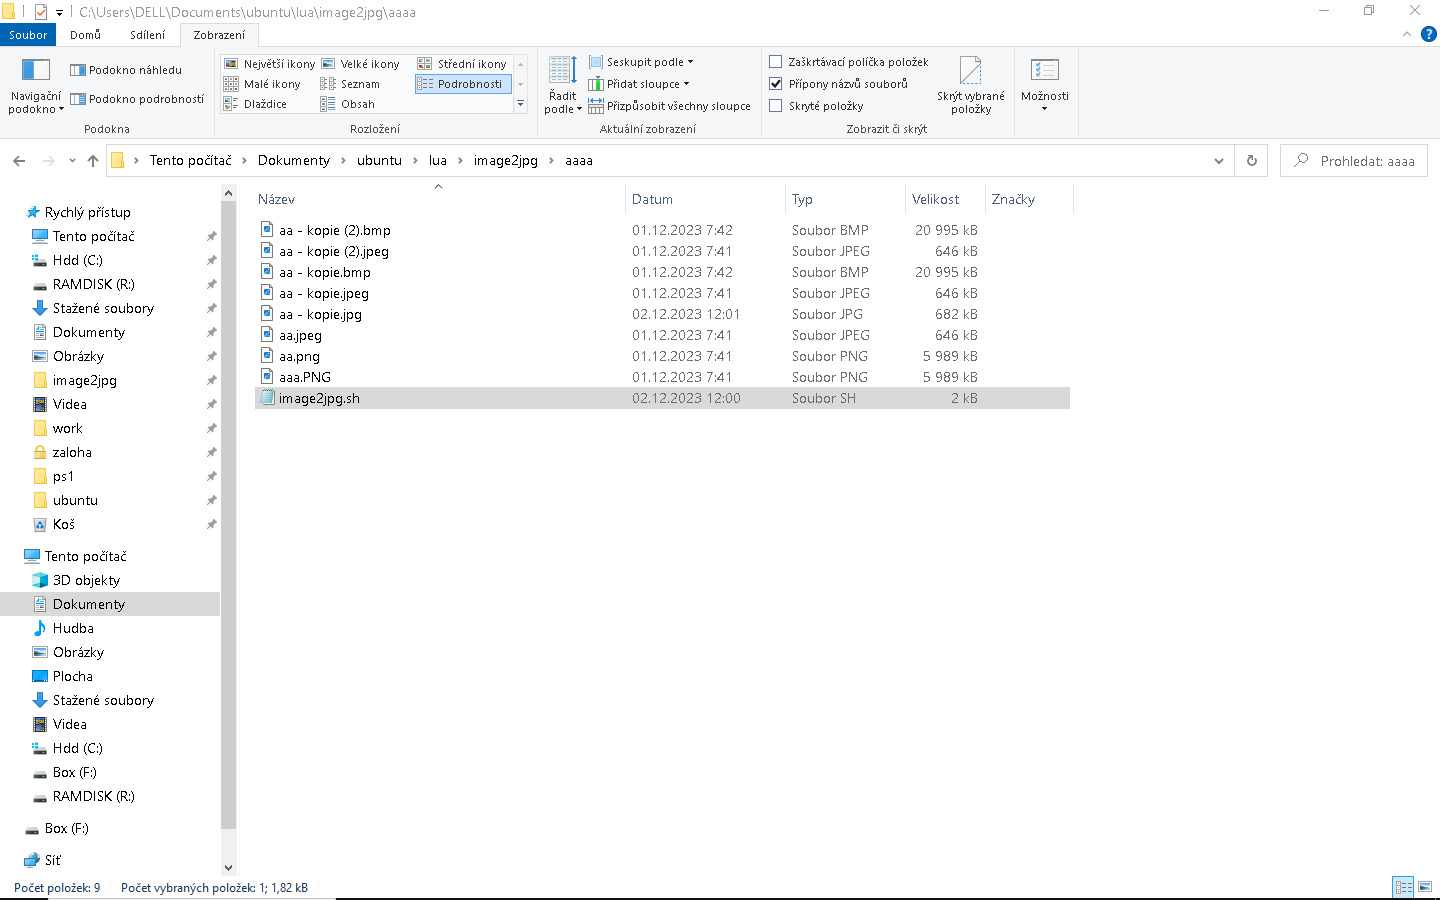 C:\Users\DELL\Documents\ubuntu\lua\image2jpg\aaaa
Soubor Domů Sdílení Zobrazení
Navigační podokno
Podokno náhledu
Podokno podrobností
Podokna
Největší ikony Velké ikony Střední ikony
Malé ikony Seznam Podrobnosti
Dlaždice Obsah
Rozložení
Řadit podle
Seskupit podle
Přidat sloupce
Přizpůsobit všechny sloupce
Aktuální zobrazení
Zaškrtávací políčka položek
Přípony názvů souborů
Skryté položky
Skrýt vybrané položky
Zobrazit či skrýt
Možnosti
Tento počítač Dokumenty ubuntu lua image2jpg aaaa
Prohledat: aaaa
Rychlý přístup
Tento počítač
Hdd (C:)
RAMDISK (R:)
Stažené soubory
Dokumenty
Obrázky
image2jpg
Videa
work
zaloha
ps1
ubuntu
Koš
Tento počítač
3D objekty
Dokumenty
Hudba
Obrázky
Plocha
Stažené soubory
Videa
Hdd (C:)
Box (F:)
RAMDISK (R:)
Box (F:)
Síť
Název Datum Typ Velikost Značky
aa - kopie (2).bmp 01.12.2023 7:42 Soubor BMP 20 995 kB
aa - kopie (2).jpeg 01.12.2023 7:41 Soubor JPEG 646 kB
aa - kopie.bmp 01.12.2023 7:42 Soubor BMP 20 995 kB
aa - kopie.jpeg 01.12.2023 7:41 Soubor JPEG 646 kB
aa - kopie.jpg 02.12.2023 12:01 Soubor JPG 682 kB
aa.jpeg 01.12.2023 7:41 Soubor JPEG 646 kB
aa.png 01.12.2023 7:41 Soubor PNG 5 989 kB
aaa.PNG 01.12.2023 7:41 Soubor PNG 5 989 kB
image2jpg.sh 02.12.2023 12:00 Soubor SH 2 kB
Počet položek: 9 Počet vybraných položek: 1; 1,82 kB